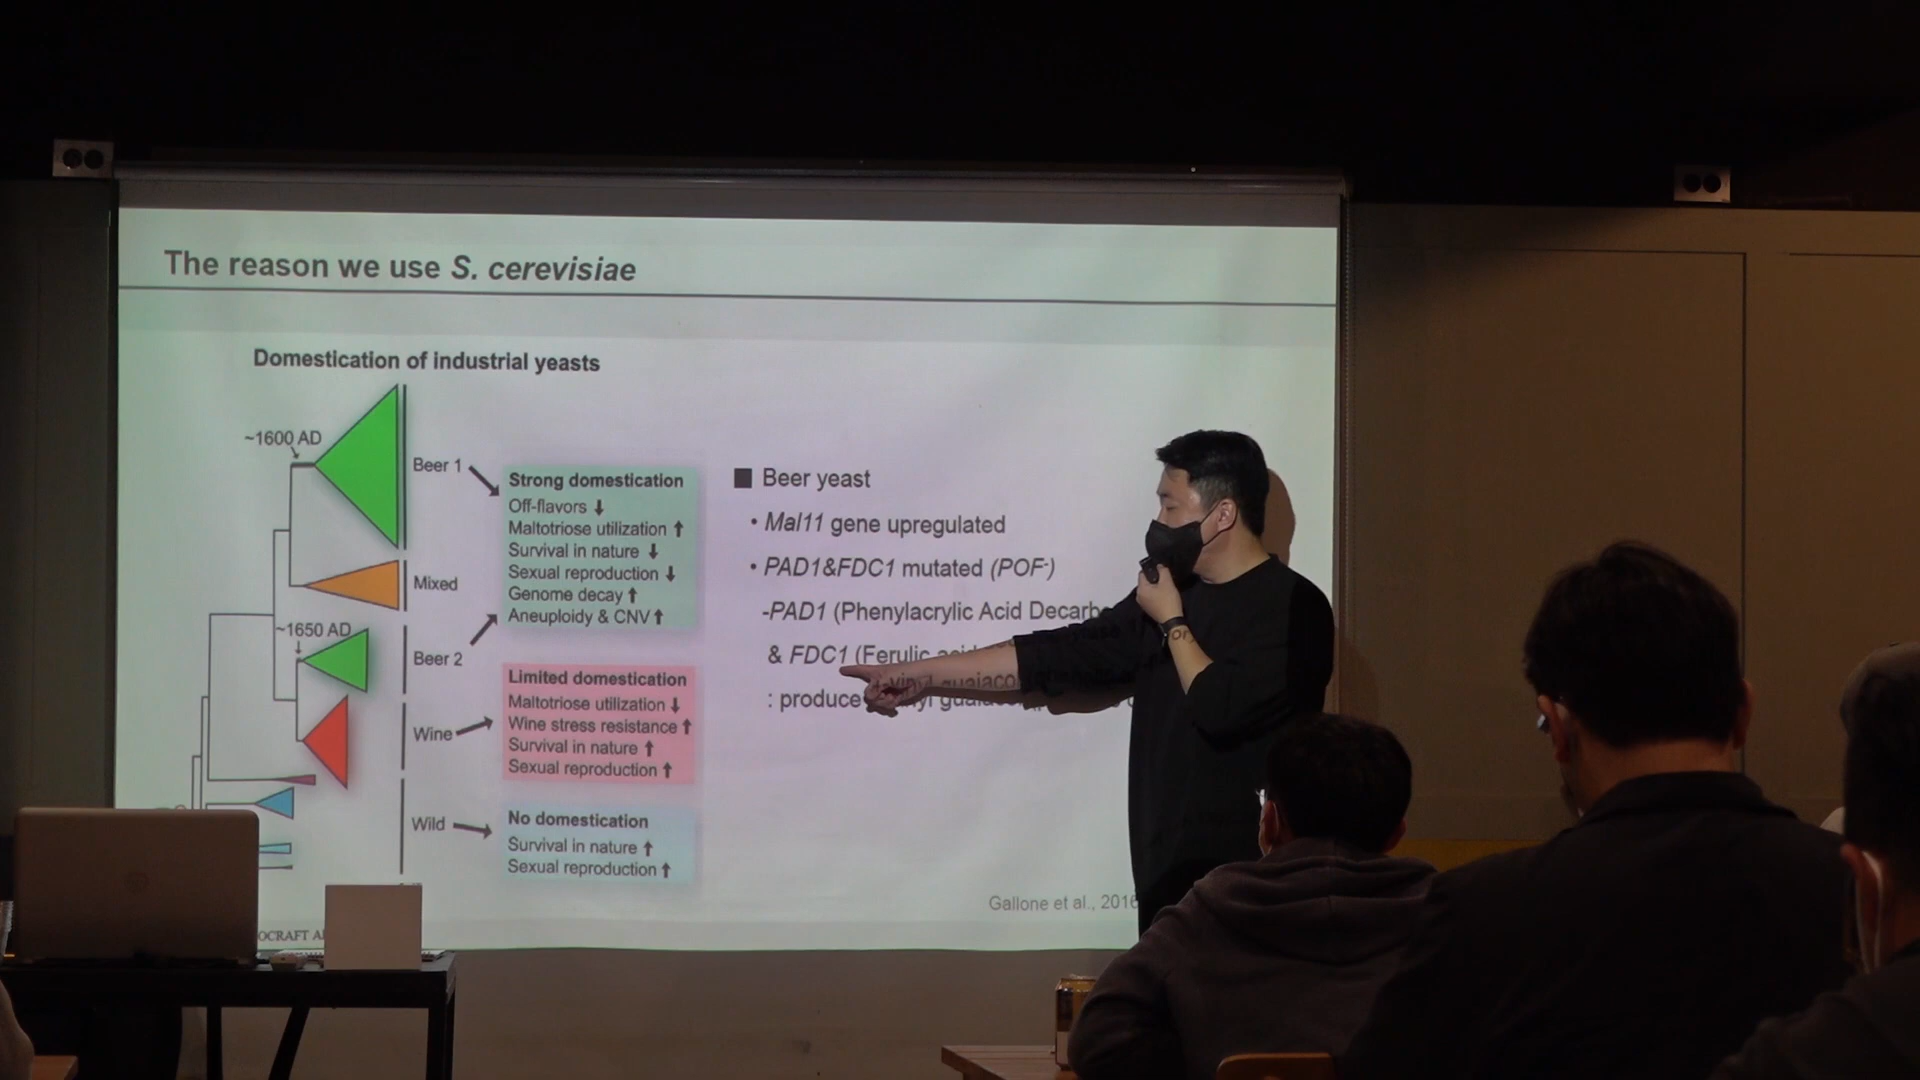 The reason we use S. cerevisiae
Domestication of industrial yeasts
~1600 AD
Beer 1
Mixed
~1650 AD
Beer 2
Wine
Wild
Strong domestication
Off-flavors ↓
Maltotriose utilization ↑
Survival in nature ↓
Sexual reproduction ↓
Genome decay ↑
Aneuploidy & CNV ↑
Limited domestication
Maltotriose utilization ↓
Wine stress resistance ↑
Survival in nature ↑
Sexual reproduction ↑
No domestication
Survival in nature ↑
Sexual reproduction ↑
■ Beer yeast
• Mal11 gene upregulated
• PAD1&FDC1 mutated (POF-)
-PAD1 (Phenylacrylic Acid
& FDC1 (Ferulic
: produce
Gallone et al., 2016